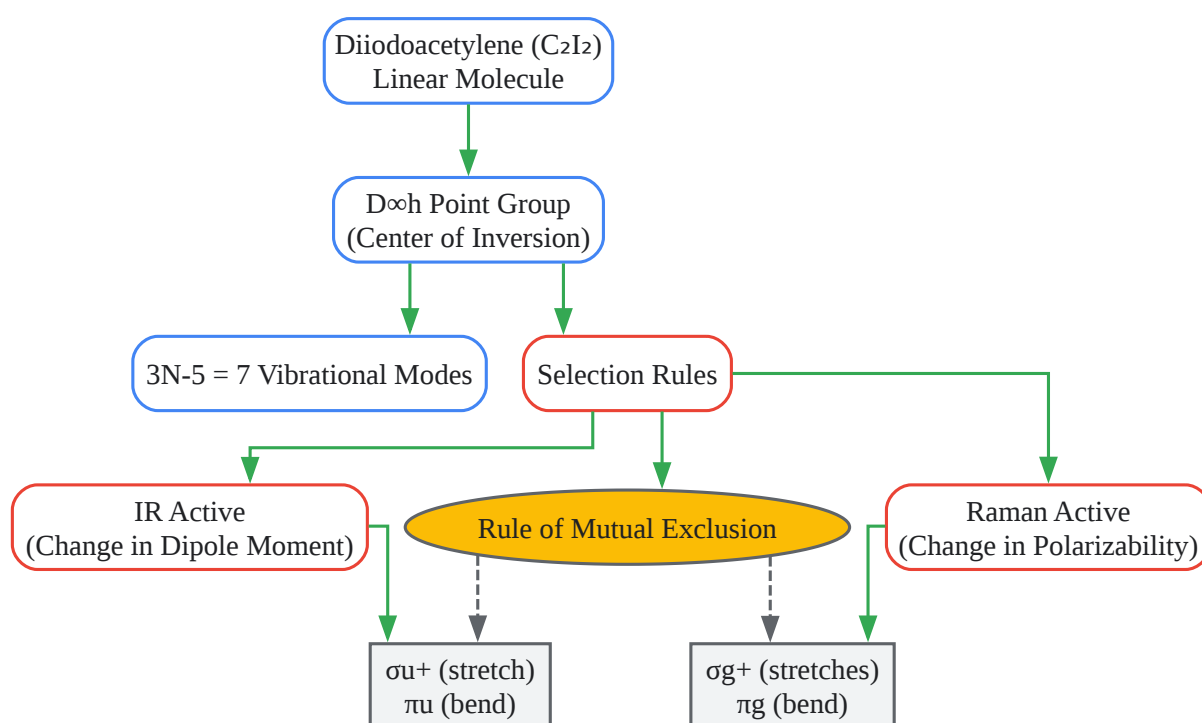 Diiodoacetylene (C₂I₂)
Linear Molecule
D∞h Point Group
(Center of Inversion)
3N-5 = 7 Vibrational Modes
Selection Rules
IR Active
(Change in Dipole Moment)
Rule of Mutual Exclusion
Raman Active
(Change in Polarizability)
σu+ (stretch)
πu (bend)
σg+ (stretches)
πg (bend)